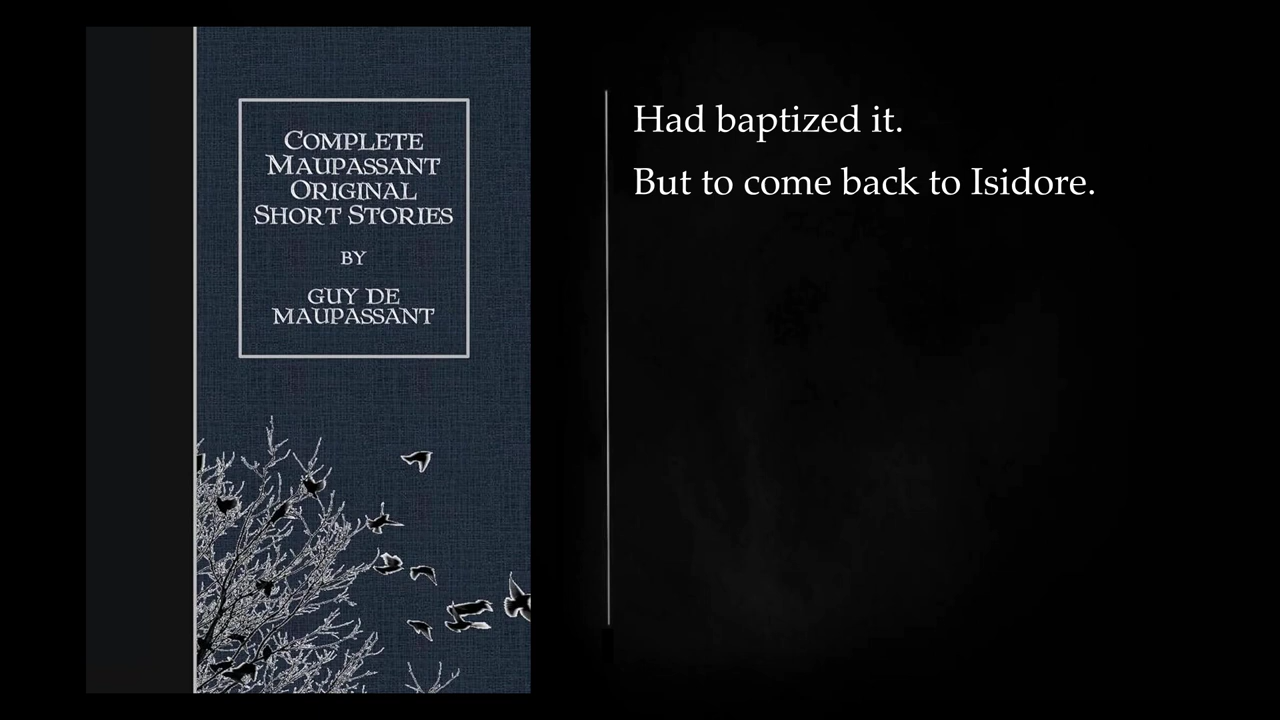 Complete
Maupassant
Original
Short Stories
by
Guy de
Maupassant
Had baptized it.
But to come back to Isidore.